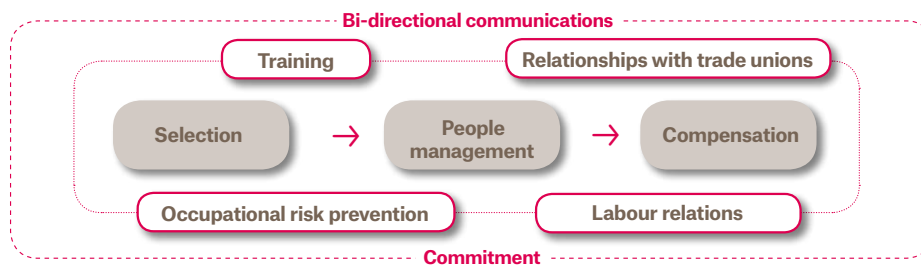 Bi-directional communications
Training
Relationships with trade unions
Selection
People
management
Compensation
Occupational risk prevention
Labour relations
Commitment